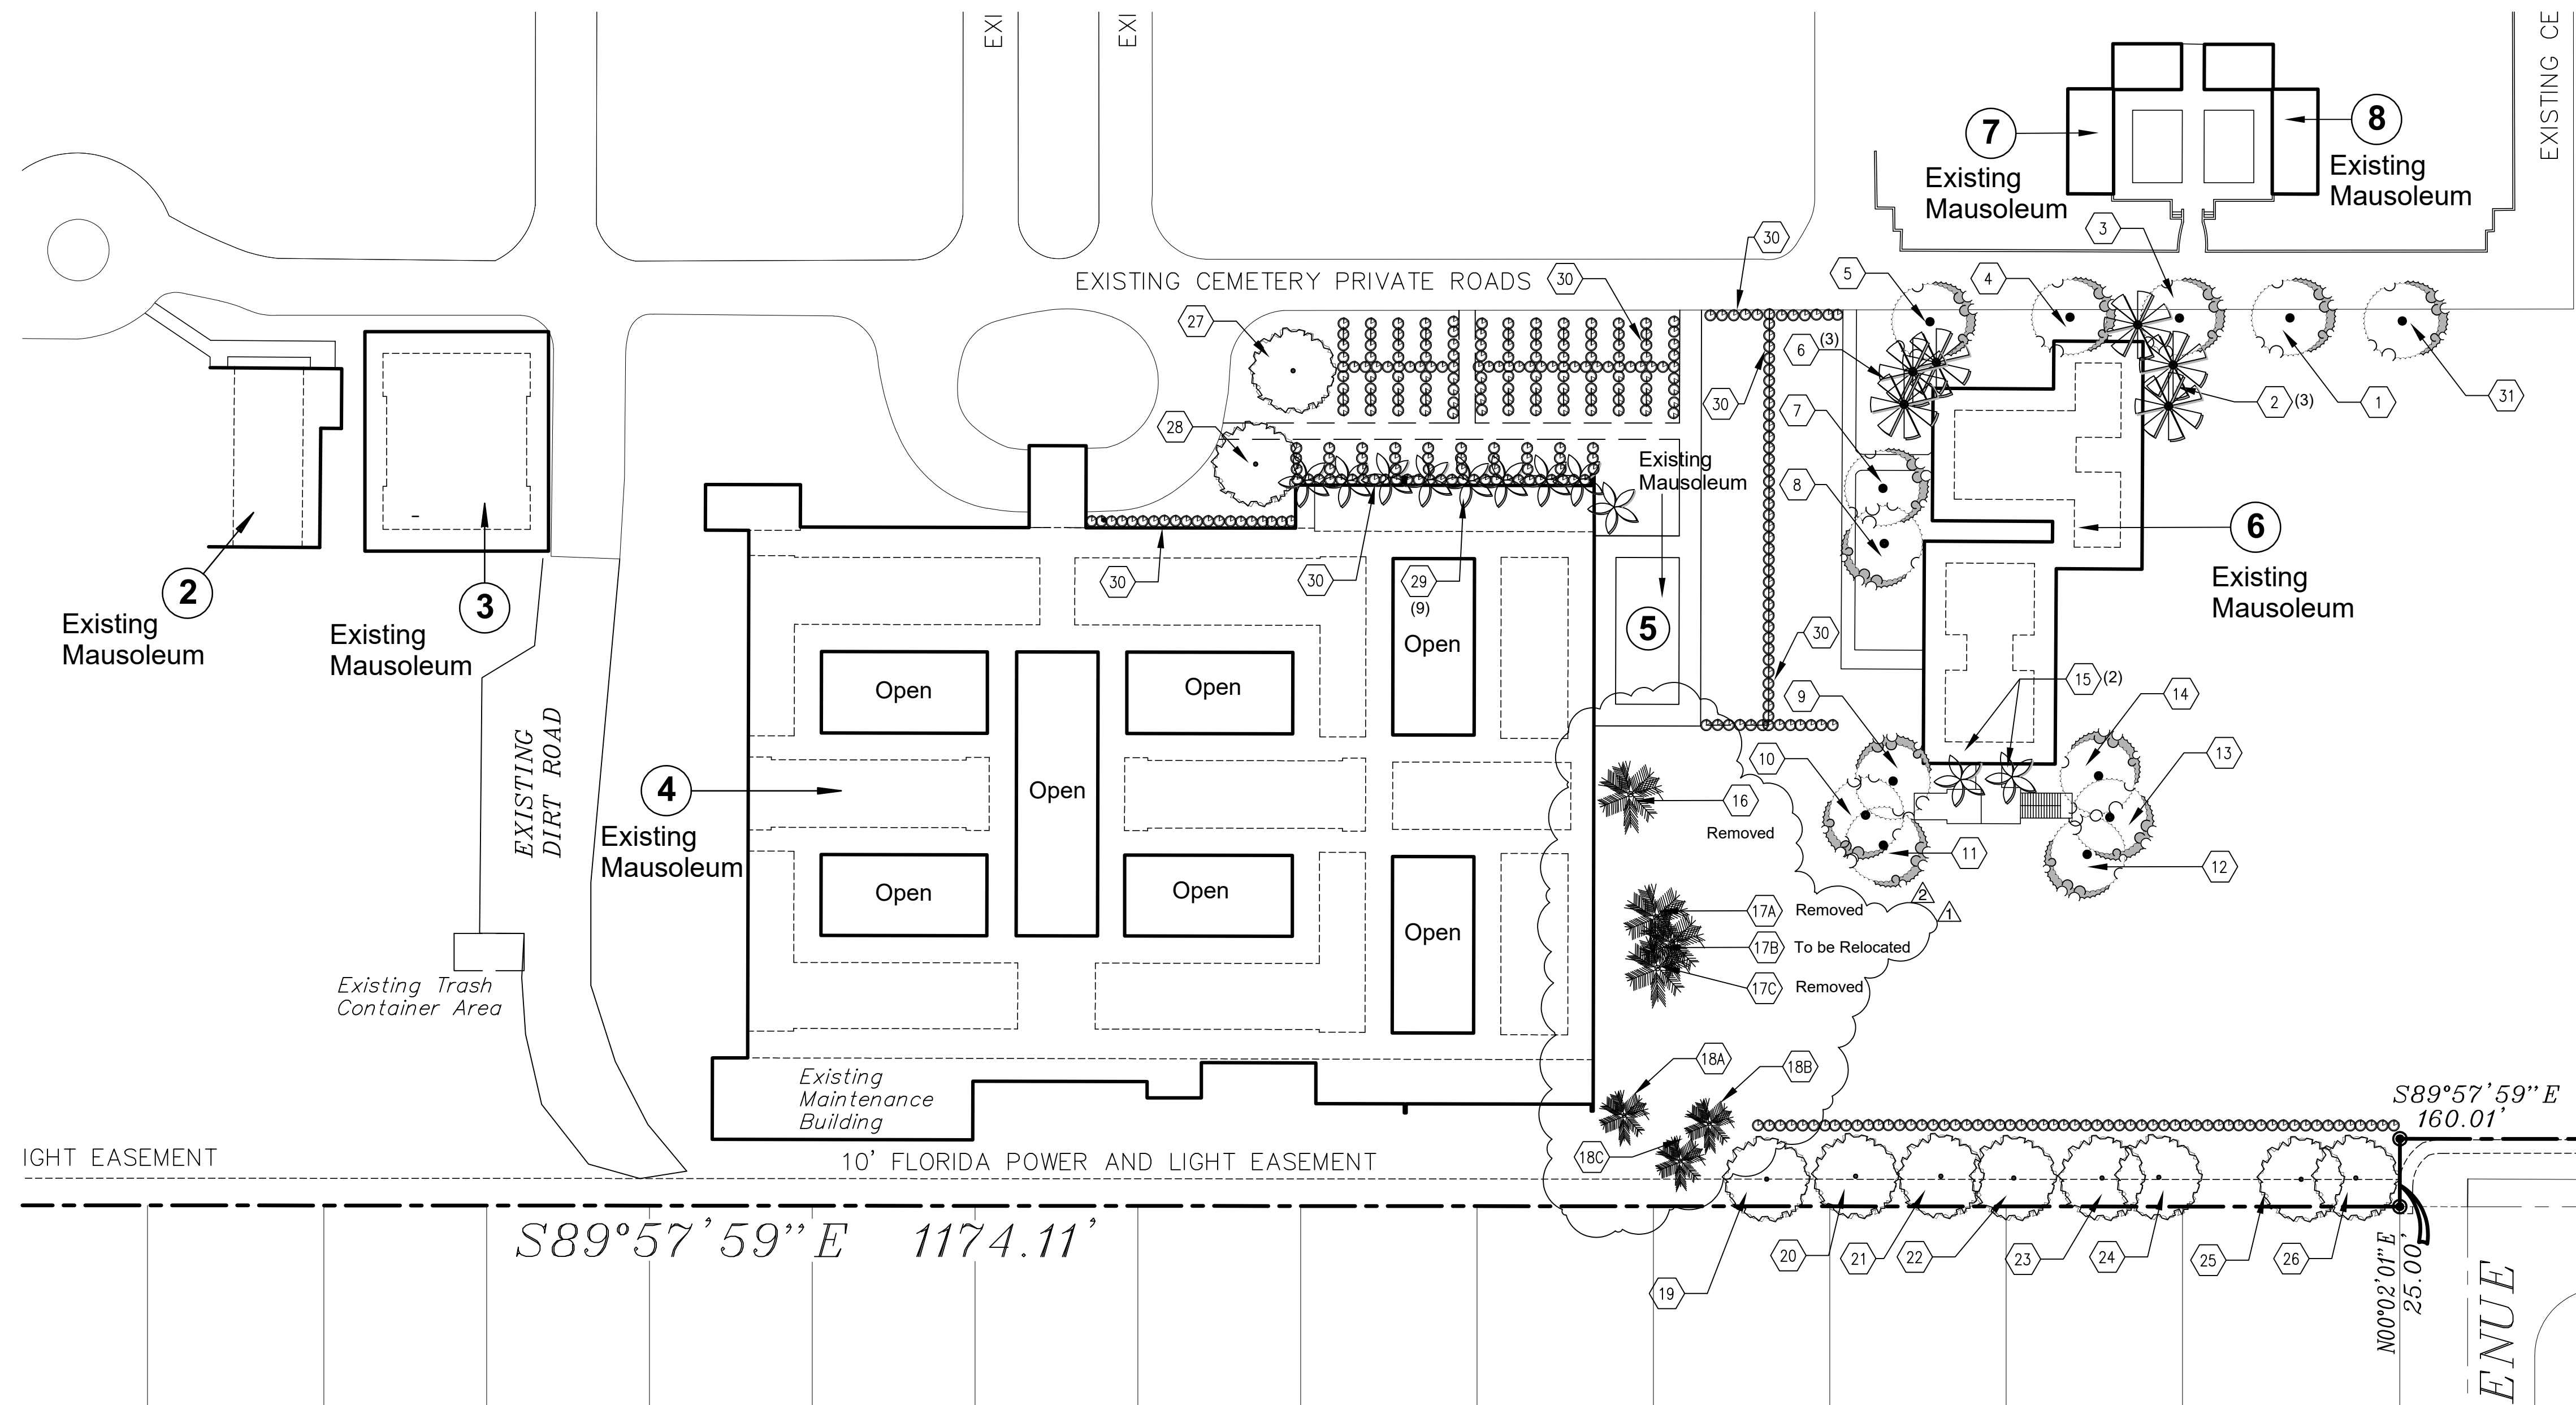 EXI
EXI
EXISTING CE
7
Existing
Mausoleum
8
Existing
Mausoleum
3
30
EXISTING CEMETERY PRIVATE ROADS
30
5
4
27
6
(3)
30
2
(3)
1
31
28
7
8
Existing
Mausoleum
30
30
29
(9)
5
6
Existing
Mausoleum
2
Existing
Mausoleum
3
Existing
Mausoleum
30
Open
Open
Open
Open
15
(2)
9
14
10
13
EXISTING
DIRT ROAD
4
Existing
Mausoleum
Open
16
Removed
11
12
Open
Open
Open
17A
Removed
2
1
17B
To be Relocated
17C
Removed
Existing Trash
Container Area
Existing
Maintenance
Building
18A
18B
18C
S89°57'59"E
160.01'
IGHT EASEMENT
10' FLORIDA POWER AND LIGHT EASEMENT
S89°57'59"E 1174.11'
19
20
21
22
23
24
25
26
N00°02'01"E
25.00'
ENUE